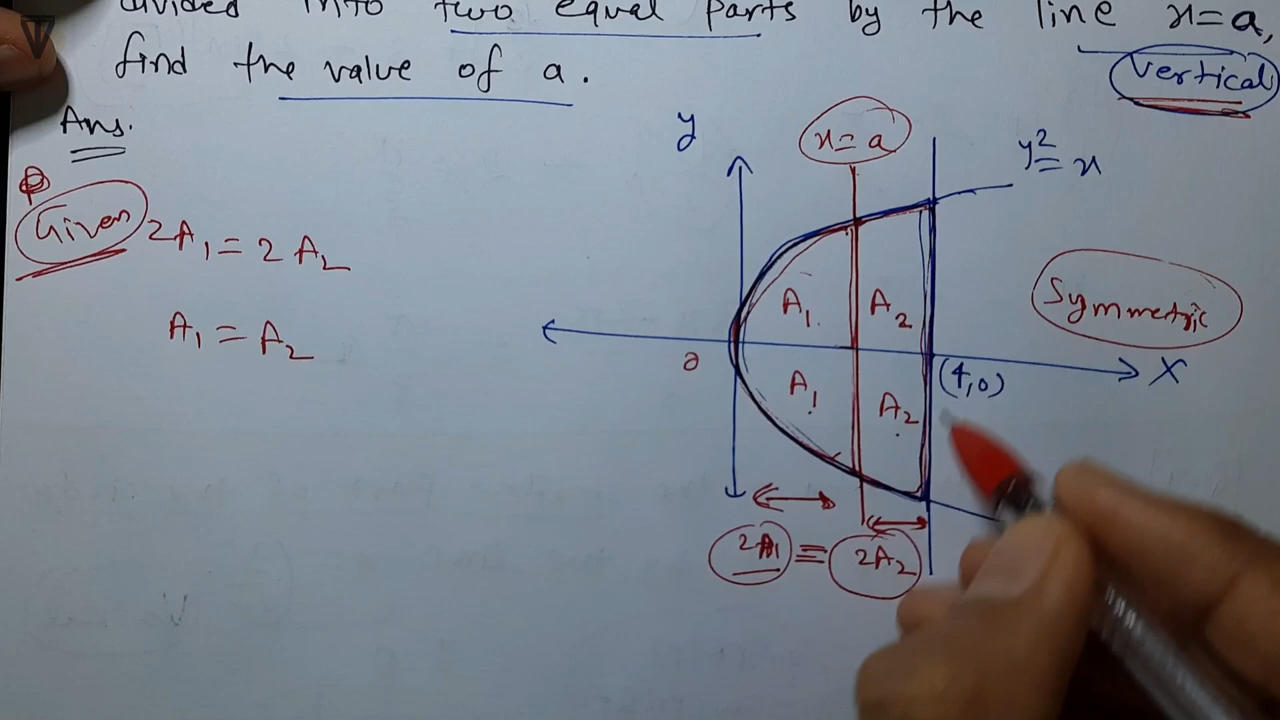 divided into two equal parts by the line x=a,
find the value of a.
Vertical
Ans.
Given 2A₁ = 2A₂
A₁ = A₂
y
x = a
y² = x
A₁ A₂
Symmetric
0
(4,0) X
A₁ A₂
2A₁ = 2A₂